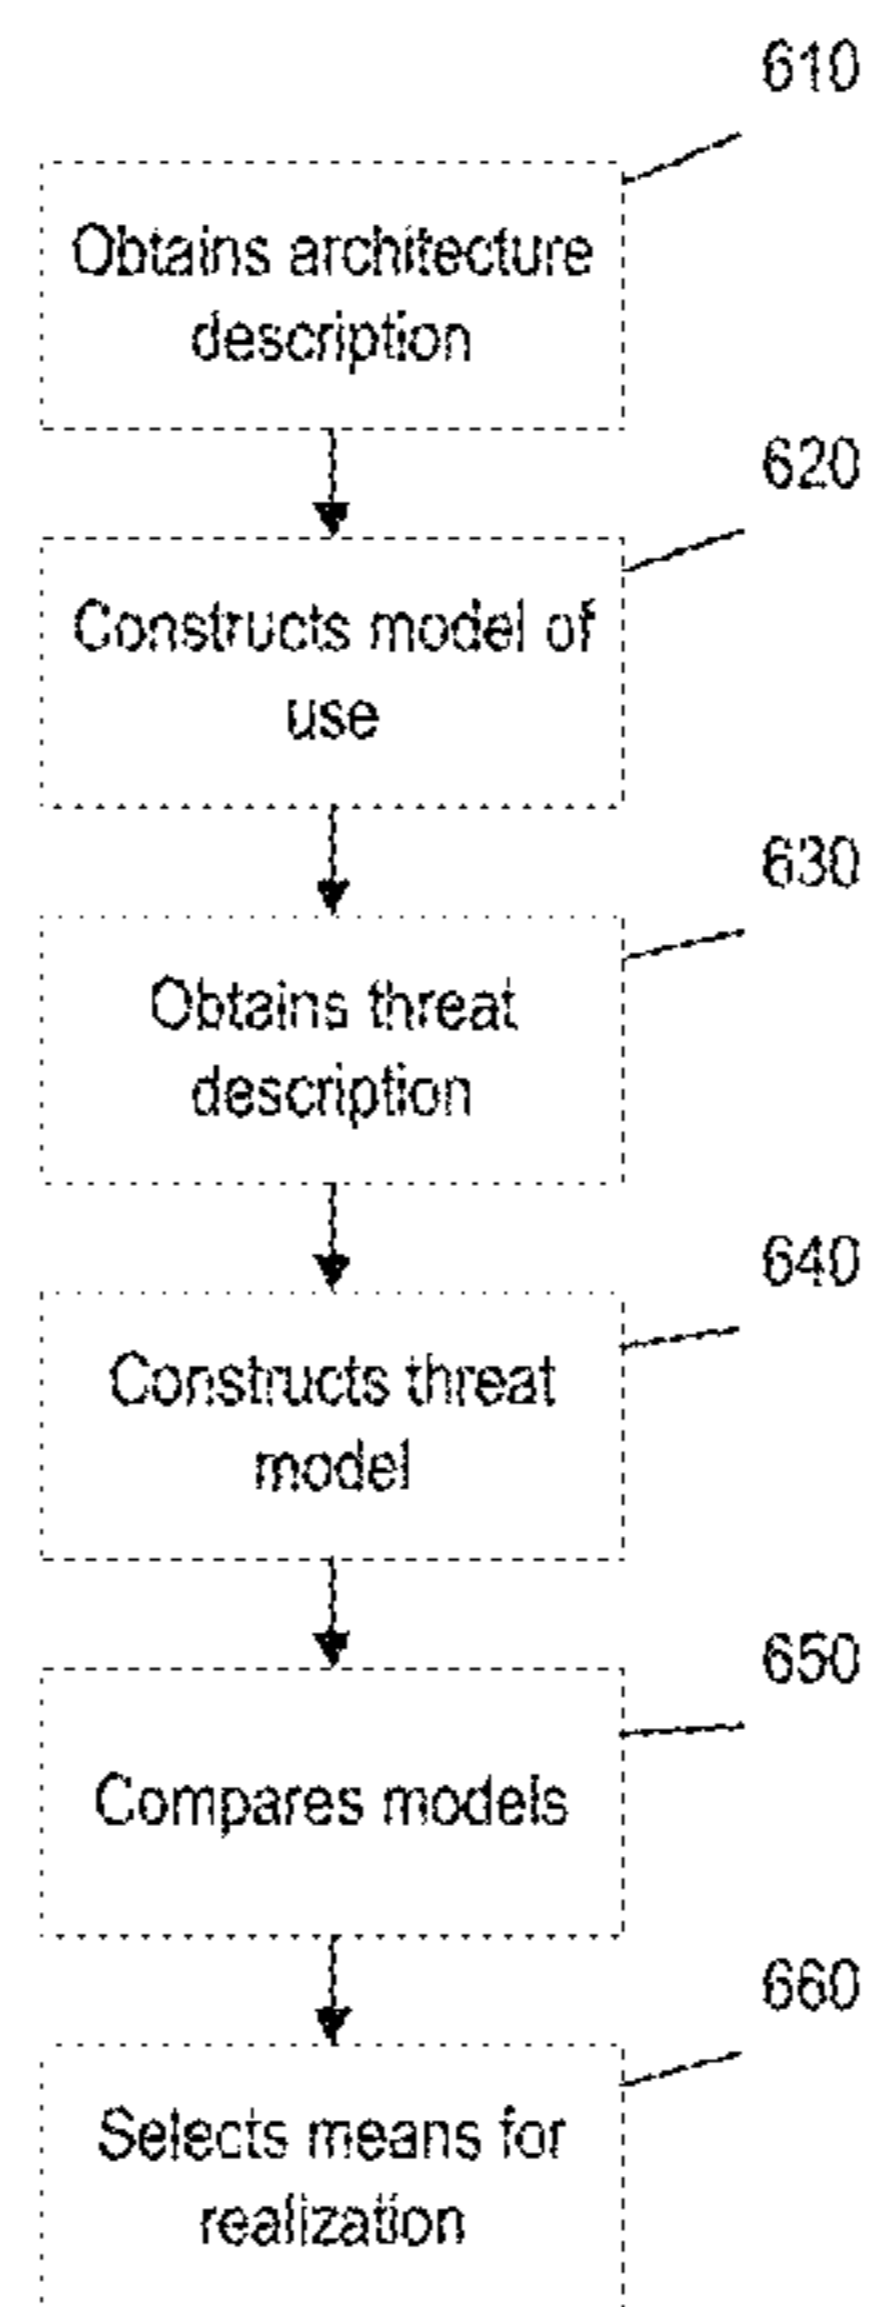 610
Obtains architecture
description
620
Constructs model of
use
630
Obtains threat
description
640
Constructs threat
model
650
Compares models
660
Selects means for
realization